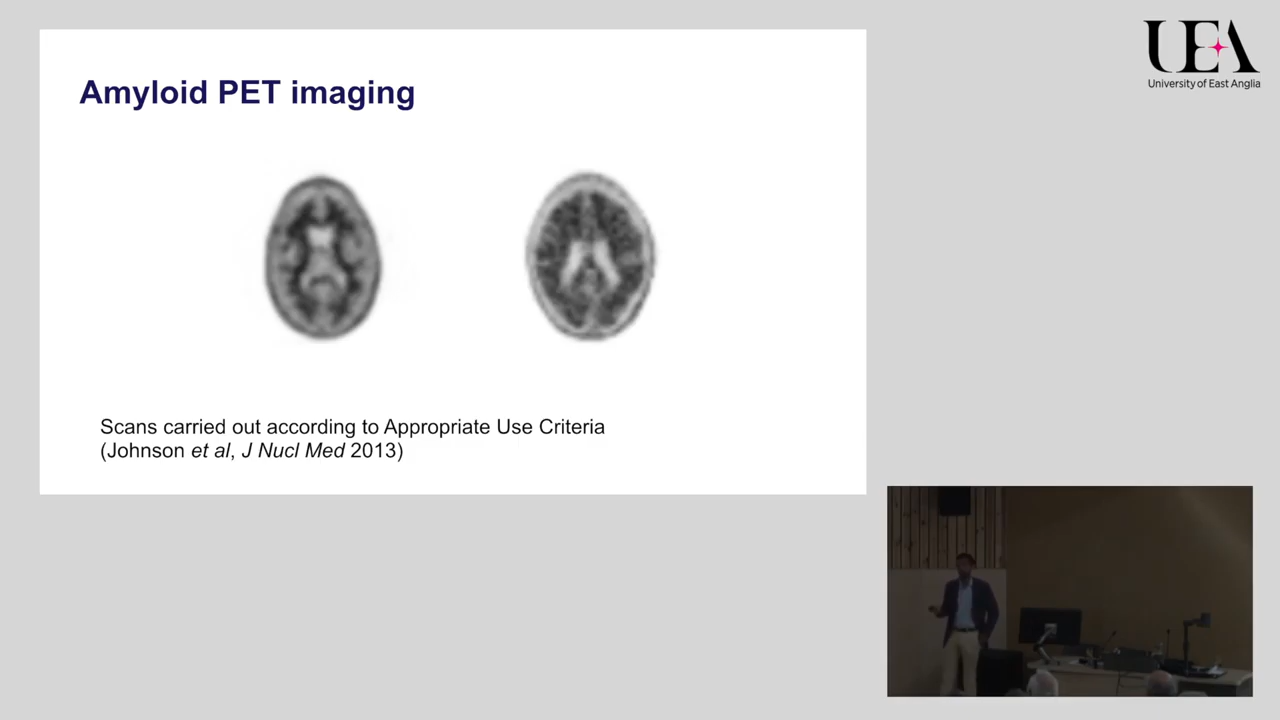 Amyloid PET imaging
Scans carried out according to Appropriate Use Criteria
(Johnson et al, J Nucl Med 2013)
UEA
University of East Anglia